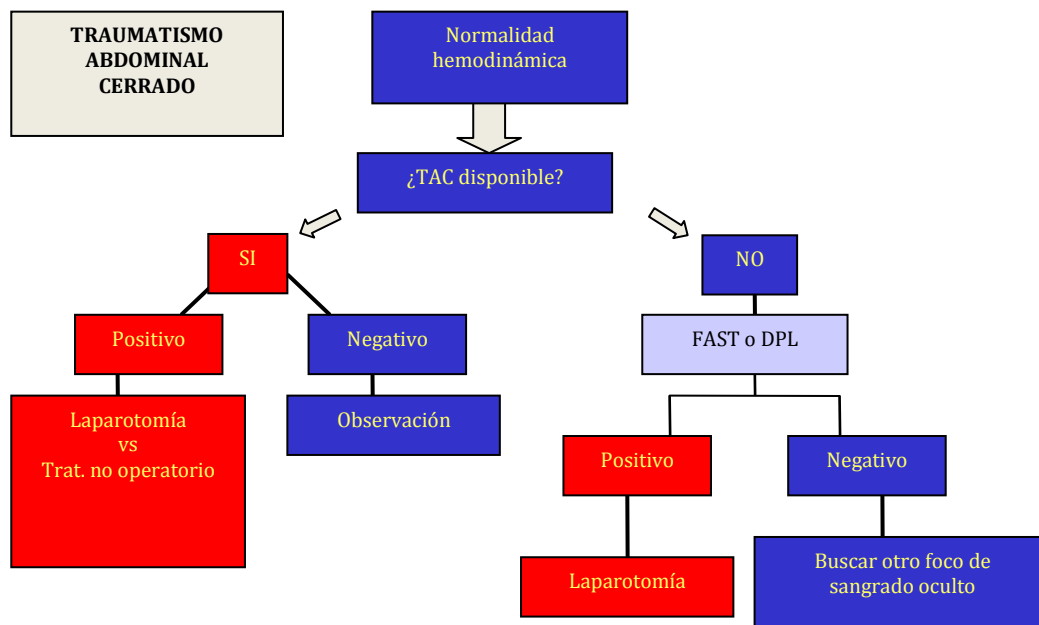 TRAUMATISMO
ABDOMINAL
CERRADO
Normalidad
hemodinámica
¿TAC disponible?
SI
NO
Positivo
Negativo
FAST o DPL
Laparotomía
vs
Trat. no operatorio
Observación
Positivo
Negativo
Laparotomía
Buscar otro foco de
sangrado oculto